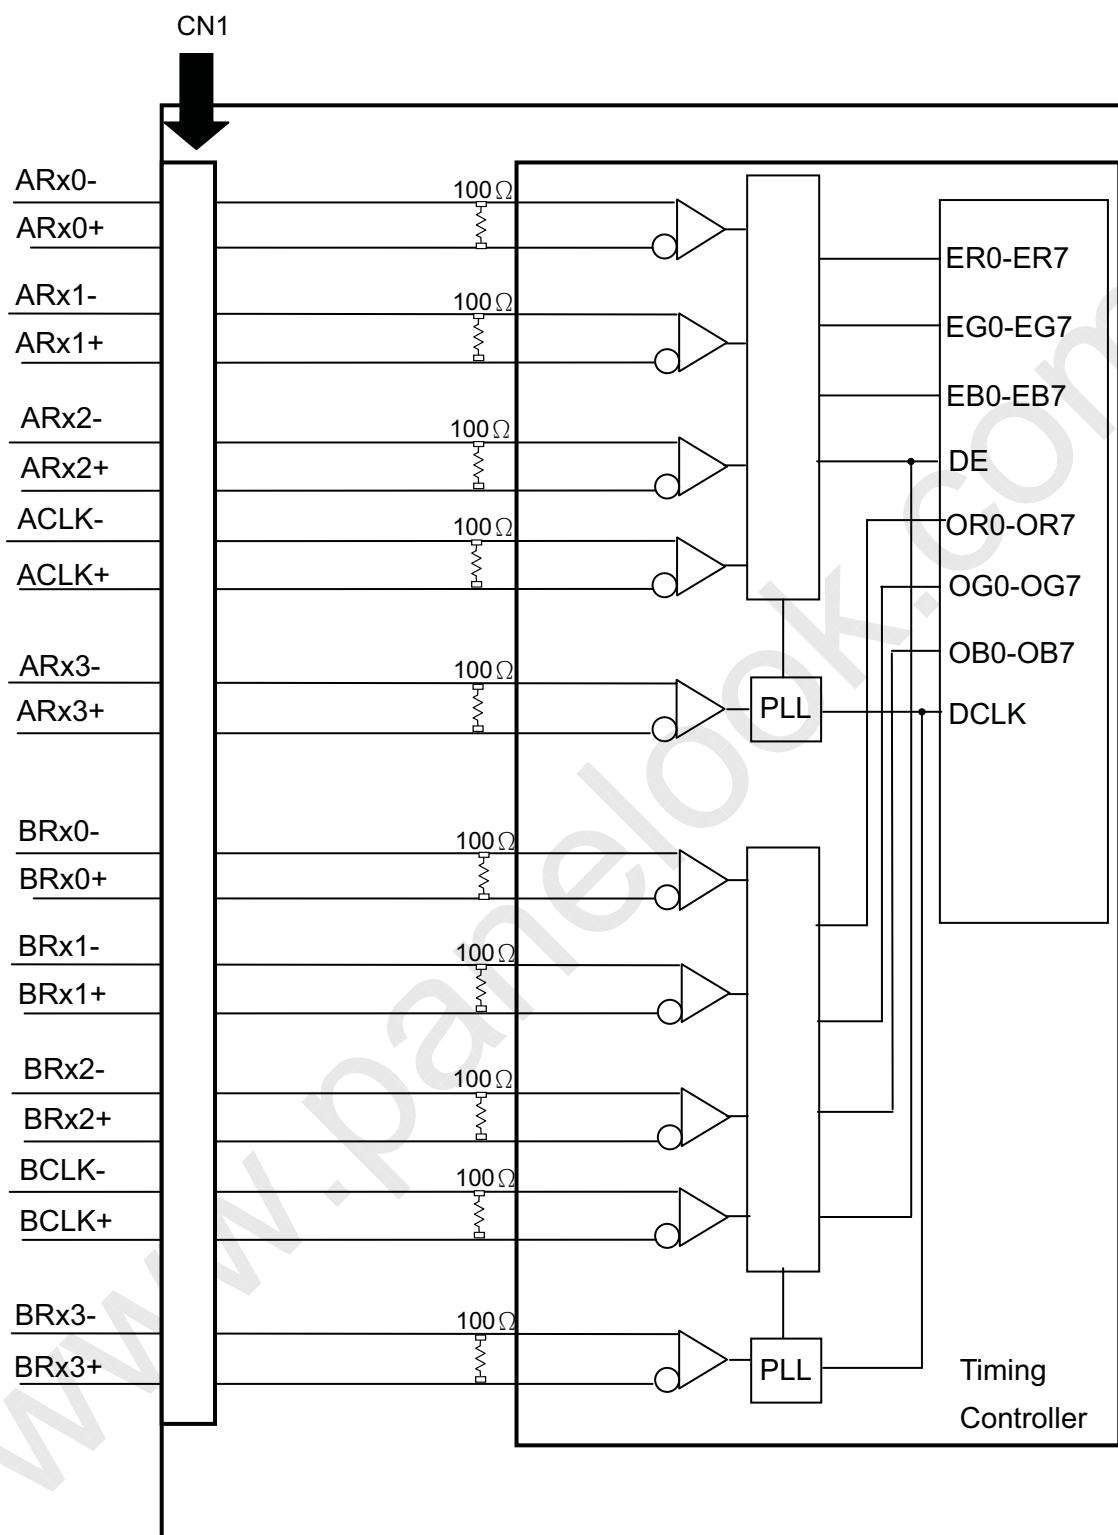 CN1
ARx0-
100Ω
ARx0+
ER0-ER7
ARx1-
100Ω
ARx1+
EG0-EG7
EB0-EB7
ARx2-
100Ω
ARx2+
DE
ACLK-
100Ω
OR0-OR7
ACLK+
OG0-OG7
OB0-OB7
ARx3-
100Ω
ARx3+
PLL
DCLK
BRx0-
100Ω
BRx0+
BRx1-
100Ω
BRx1+
BRx2-
100Ω
BRx2+
BCLK-
100Ω
BCLK+
BRx3-
100Ω
BRx3+
PLL
Timing
Controller
www.panelook.com